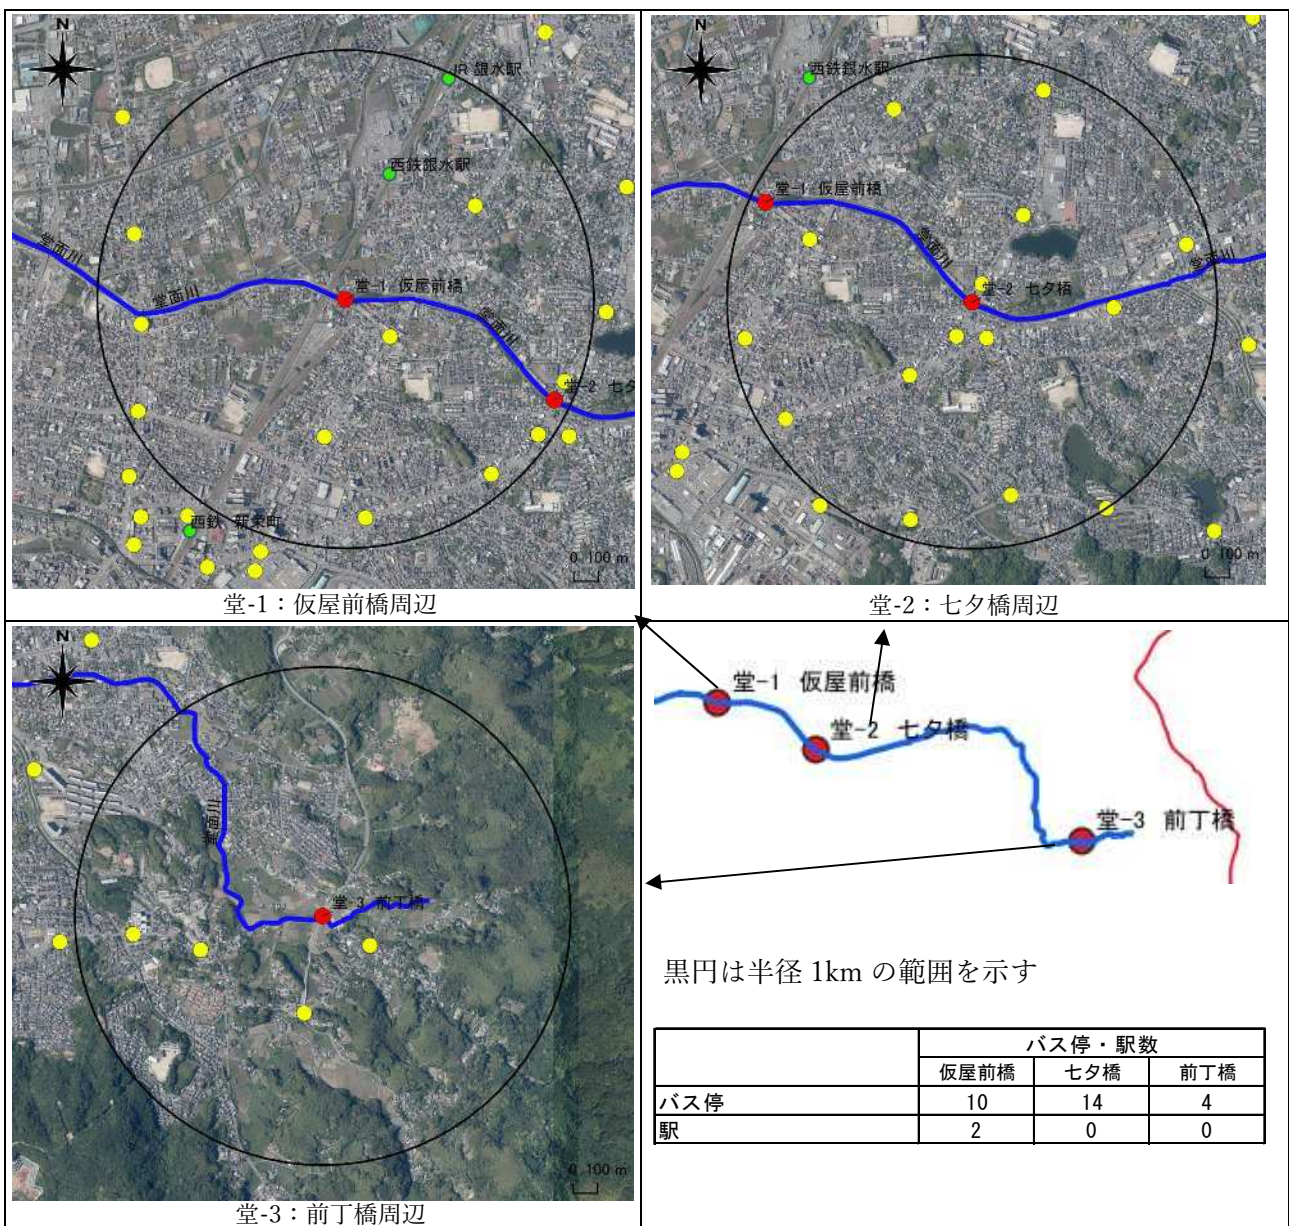 N
JR 銀水駅
西鉄銀水駅
堂面川
堂面川
堂-1 仮屋前橋
堂面川
堂-2 七夕
西鉄 新栄町
0 100 m
堂-1：仮屋前橋周辺
N
西鉄銀水駅
堂-1 仮屋前橋
堂面川
堂面川
堂-2 七夕橋
0 100 m
堂-2：七夕橋周辺
N
堂面川
堂-3 前丁橋
0 100 m
堂-3：前丁橋周辺
堂-1 仮屋前橋
堂-2 七夕橋
堂-3 前丁橋
黒円は半径 1km の範囲を示す
バス停・駅数
仮屋前橋 七夕橋 前丁橋
バス停 10 14 4
駅 2 0 0